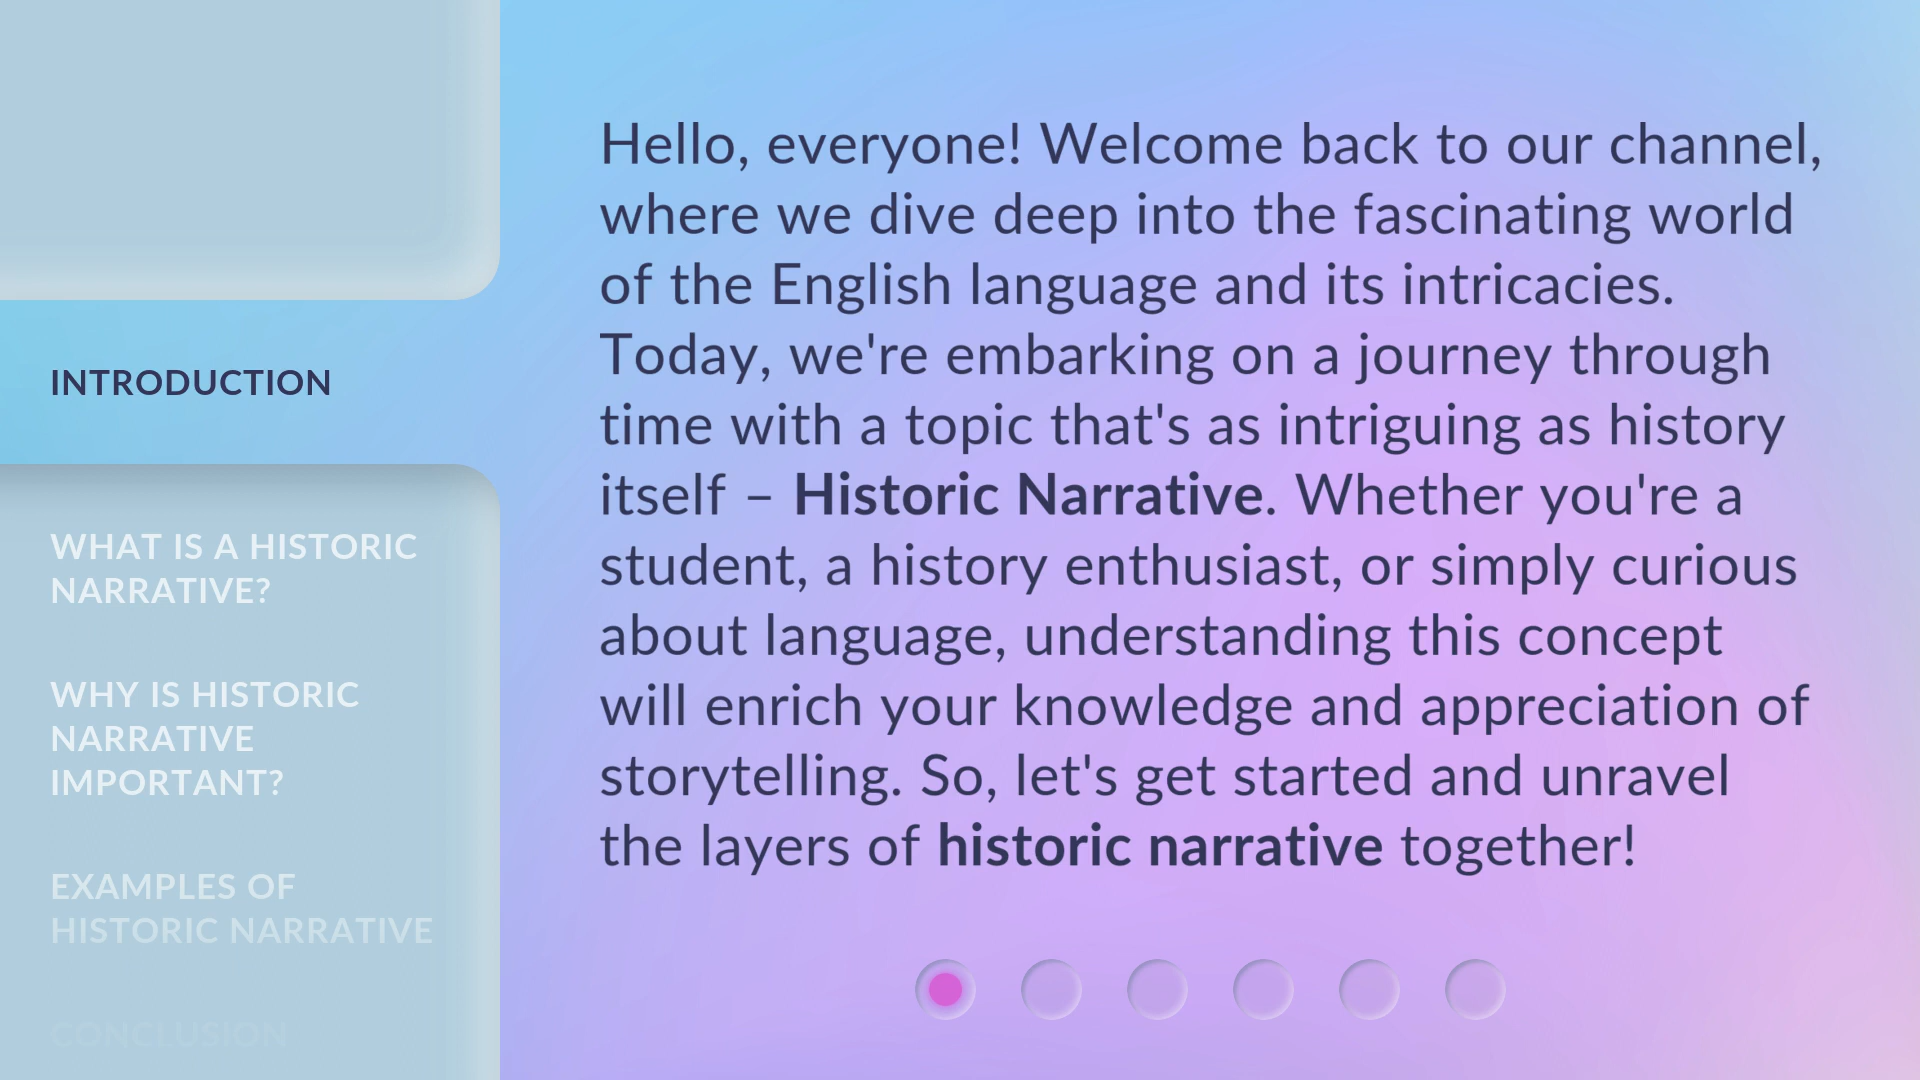 INTRODUCTION
WHAT IS A HISTORIC
NARRATIVE?
WHY IS HISTORIC
NARRATIVE
IMPORTANT?
EXAMPLES OF
HISTORIC NARRATIVE
CONCLUSION
Hello, everyone! Welcome back to our channel,
where we dive deep into the fascinating world
of the English language and its intricacies.
Today, we're embarking on a journey through
time with a topic that's as intriguing as history
itself – Historic Narrative. Whether you're a
student, a history enthusiast, or simply curious
about language, understanding this concept
will enrich your knowledge and appreciation of
storytelling. So, let's get started and unravel
the layers of historic narrative together!